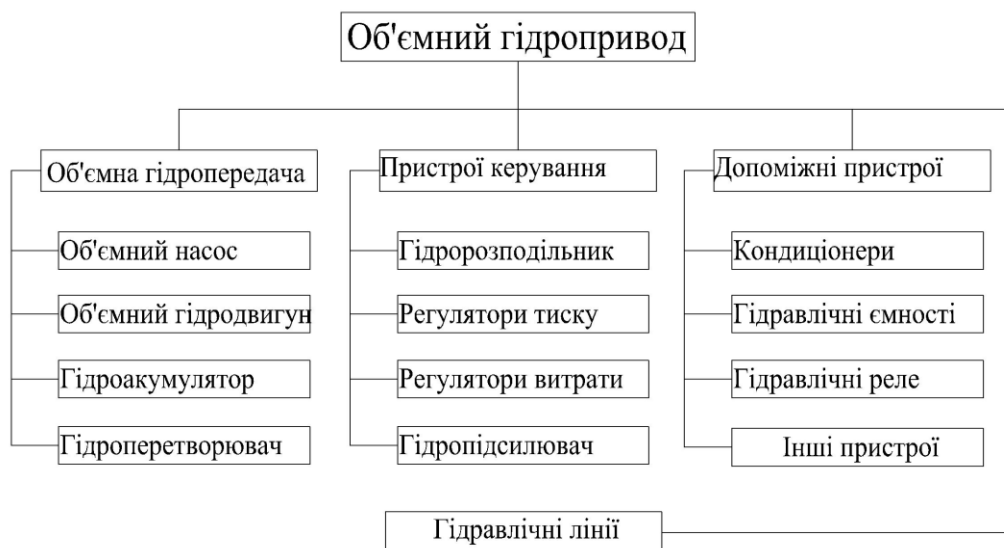 Об'ємний гідропривод
Об'ємна гідропередача
Об'ємний насос
Об'ємний гідродвигун
Гідроакумулятор
Гідроперетворювач
Пристрої керування
Гідророзподільник
Регулятори тиску
Регулятори витрати
Гідропідсилювач
Допоміжні пристрої
Кондиціонери
Гідравлічні ємності
Гідравлічні реле
Інші пристрої
Гідравлічні лінії